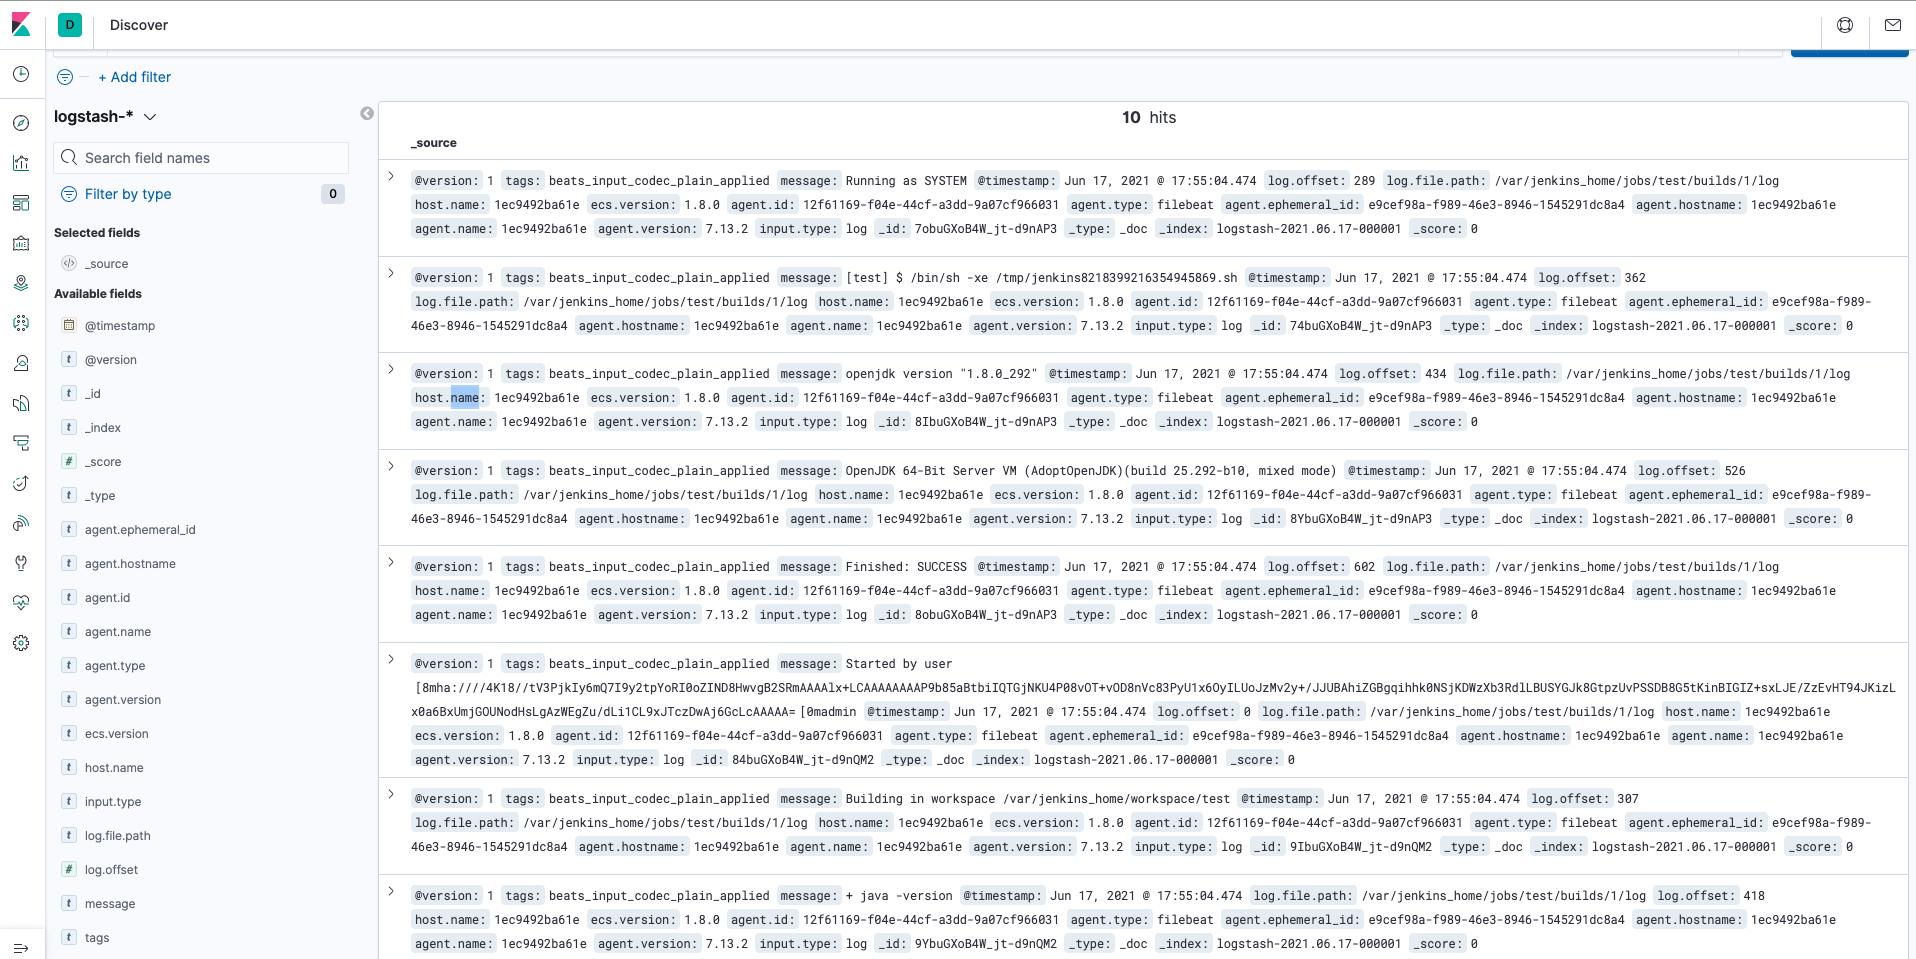 D Discover
+ Add filter
logstash-*
Search field names
Filter by type 0
Selected fields
_source
Available fields
@timestamp
@version
_id
_index
_score
_type
agent.ephemeral_id
agent.hostname
agent.id
agent.name
agent.type
agent.version
ecs.version
host.name
input.type
log.file.path
log.offset
message
tags
10 hits
_source
@version: 1 tags: beats_input_codec_plain_applied message: Running as SYSTEM @timestamp: Jun 17, 2021 @ 17:55:04.474 log.offset: 289 log.file.path: /var/jenkins_home/jobs/test/builds/1/log
host.name: 1ec9492ba61e ecs.version: 1.8.0 agent.id: 12f61169-f04e-44cf-a3dd-9a07cf966031 agent.type: filebeat agent.ephemeral_id: e9cef98a-f989-46e3-8946-1545291dc8a4 agent.hostname: 1ec9492ba61e
agent.name: 1ec9492ba61e agent.version: 7.13.2 input.type: log _id: 7obuGXoB4W_jt-d9nAP3 _type: _doc _index: logstash-2021.06.17-000001 _score: 0
@version: 1 tags: beats_input_codec_plain_applied message: [test] $ /bin/sh -xe /tmp/jenkins8218399216354945869.sh @timestamp: Jun 17, 2021 @ 17:55:04.474 log.offset: 362
log.file.path: /var/jenkins_home/jobs/test/builds/1/log host.name: 1ec9492ba61e ecs.version: 1.8.0 agent.id: 12f61169-f04e-44cf-a3dd-9a07cf966031 agent.type: filebeat agent.ephemeral_id: e9cef98a-f989-
46e3-8946-1545291dc8a4 agent.hostname: 1ec9492ba61e agent.name: 1ec9492ba61e agent.version: 7.13.2 input.type: log _id: 74buGXoB4W_jt-d9nAP3 _type: _doc _index: logstash-2021.06.17-000001 _score: 0
@version: 1 tags: beats_input_codec_plain_applied message: openjdk version "1.8.0_292" @timestamp: Jun 17, 2021 @ 17:55:04.474 log.offset: 434 log.file.path: /var/jenkins_home/jobs/test/builds/1/log
host.name: 1ec9492ba61e ecs.version: 1.8.0 agent.id: 12f61169-f04e-44cf-a3dd-9a07cf966031 agent.type: filebeat agent.ephemeral_id: e9cef98a-f989-46e3-8946-1545291dc8a4 agent.hostname: 1ec9492ba61e
agent.name: 1ec9492ba61e agent.version: 7.13.2 input.type: log _id: 8IbuGXoB4W_jt-d9nAP3 _type: _doc _index: logstash-2021.06.17-000001 _score: 0
@version: 1 tags: beats_input_codec_plain_applied message: OpenJDK 64-Bit Server VM (AdoptOpenJDK)(build 25.292-b10, mixed mode) @timestamp: Jun 17, 2021 @ 17:55:04.474 log.offset: 526
log.file.path: /var/jenkins_home/jobs/test/builds/1/log host.name: 1ec9492ba61e ecs.version: 1.8.0 agent.id: 12f61169-f04e-44cf-a3dd-9a07cf966031 agent.type: filebeat agent.ephemeral_id: e9cef98a-f989-
46e3-8946-1545291dc8a4 agent.hostname: 1ec9492ba61e agent.name: 1ec9492ba61e agent.version: 7.13.2 input.type: log _id: 8YbuGXoB4W_jt-d9nAP3 _type: _doc _index: logstash-2021.06.17-000001 _score: 0
@version: 1 tags: beats_input_codec_plain_applied message: Finished: SUCCESS @timestamp: Jun 17, 2021 @ 17:55:04.474 log.offset: 602 log.file.path: /var/jenkins_home/jobs/test/builds/1/log
host.name: 1ec9492ba61e ecs.version: 1.8.0 agent.id: 12f61169-f04e-44cf-a3dd-9a07cf966031 agent.type: filebeat agent.ephemeral_id: e9cef98a-f989-46e3-8946-1545291dc8a4 agent.hostname: 1ec9492ba61e
agent.name: 1ec9492ba61e agent.version: 7.13.2 input.type: log _id: 8obuGXoB4W_jt-d9nAP3 _type: _doc _index: logstash-2021.06.17-000001 _score: 0
@version: 1 tags: beats_input_codec_plain_applied message: Started by user
[8mha:////4K18//tV3PjkIy6mQ7I9y2tpYoRI0oZIND8HwvgB2SRmAAAAlx+LCAAAAAAAAP9b85aBtbiIQTGjNKU4P08vOT+vOD8nVc83PyU1x6OyILUoJzMv2y+/JJUBAhiZGBgqihhk0NSjKDWzXb3RdlLBUSYGJk8GtpzUvPSSDB8G5tKinBIGIZ+sxLJE/ZzEvHT94JKizL
x0a6BxUmjGOUNodHsLgAzWEgZu/dLi1CL9xJTczDwAj6GcLcAAAAA=[0madmin @timestamp: Jun 17, 2021 @ 17:55:04.474 log.offset: 0 log.file.path: /var/jenkins_home/jobs/test/builds/1/log host.name: 1ec9492ba61e
ecs.version: 1.8.0 agent.id: 12f61169-f04e-44cf-a3dd-9a07cf966031 agent.type: filebeat agent.ephemeral_id: e9cef98a-f989-46e3-8946-1545291dc8a4 agent.hostname: 1ec9492ba61e agent.name: 1ec9492ba61e
agent.version: 7.13.2 input.type: log _id: 84buGXoB4W_jt-d9nQM2 _type: _doc _index: logstash-2021.06.17-000001 _score: 0
@version: 1 tags: beats_input_codec_plain_applied message: Building in workspace /var/jenkins_home/workspace/test @timestamp: Jun 17, 2021 @ 17:55:04.474 log.offset: 307
log.file.path: /var/jenkins_home/jobs/test/builds/1/log host.name: 1ec9492ba61e ecs.version: 1.8.0 agent.id: 12f61169-f04e-44cf-a3dd-9a07cf966031 agent.type: filebeat agent.ephemeral_id: e9cef98a-f989-
46e3-8946-1545291dc8a4 agent.hostname: 1ec9492ba61e agent.name: 1ec9492ba61e agent.version: 7.13.2 input.type: log _id: 9IbuGXoB4W_jt-d9nQM2 _type: _doc _index: logstash-2021.06.17-000001 _score: 0
@version: 1 tags: beats_input_codec_plain_applied message: + java -version @timestamp: Jun 17, 2021 @ 17:55:04.474 log.file.path: /var/jenkins_home/jobs/test/builds/1/log log.offset: 418
host.name: 1ec9492ba61e ecs.version: 1.8.0 agent.id: 12f61169-f04e-44cf-a3dd-9a07cf966031 agent.type: filebeat agent.ephemeral_id: e9cef98a-f989-46e3-8946-1545291dc8a4 agent.hostname: 1ec9492ba61e
agent.name: 1ec9492ba61e agent.version: 7.13.2 input.type: log _id: 9YbuGXoB4W_jt-d9nQM2 _type: _doc _index: logstash-2021.06.17-000001 _score: 0